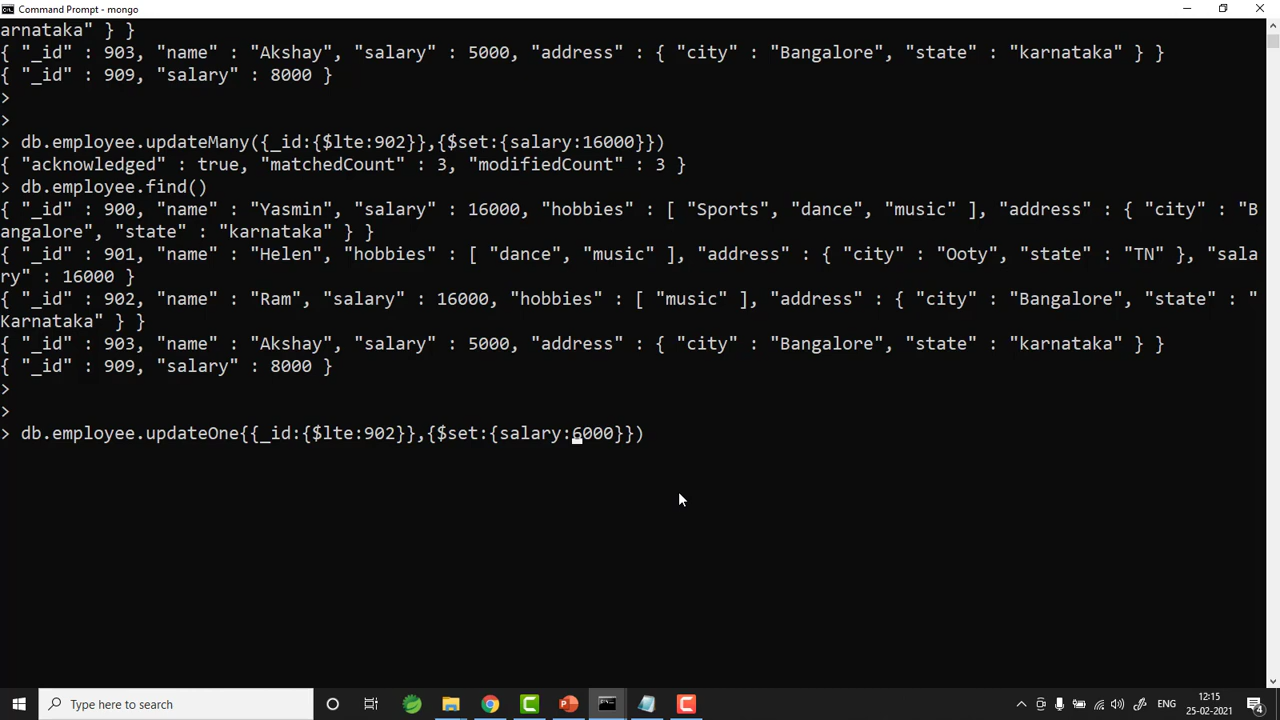 Command Prompt - mongo
arnataka" } }
{ "_id" : 903, "name" : "Akshay", "salary" : 5000, "address" : { "city" : "Bangalore", "state" : "karnataka" } }
{ "_id" : 909, "salary" : 8000 }
>
>
> db.employee.updateMany({_id:{$lte:902}},{$set:{salary:16000}})
{ "acknowledged" : true, "matchedCount" : 3, "modifiedCount" : 3 }
> db.employee.find()
{ "_id" : 900, "name" : "Yasmin", "salary" : 16000, "hobbies" : [ "Sports", "dance", "music" ], "address" : { "city" : "B
angalore", "state" : "karnataka" } }
{ "_id" : 901, "name" : "Helen", "hobbies" : [ "dance", "music" ], "address" : { "city" : "Ooty", "state" : "TN" }, "sala
ry" : 16000 }
{ "_id" : 902, "name" : "Ram", "salary" : 16000, "hobbies" : [ "music" ], "address" : { "city" : "Bangalore", "state" : "
Karnataka" } }
{ "_id" : 903, "name" : "Akshay", "salary" : 5000, "address" : { "city" : "Bangalore", "state" : "karnataka" } }
{ "_id" : 909, "salary" : 8000 }
>
>
> db.employee.updateOne{{_id:{$lte:902}},{$set:{salary:6000}})
Type here to search
ENG
12:15
25-02-2021
4